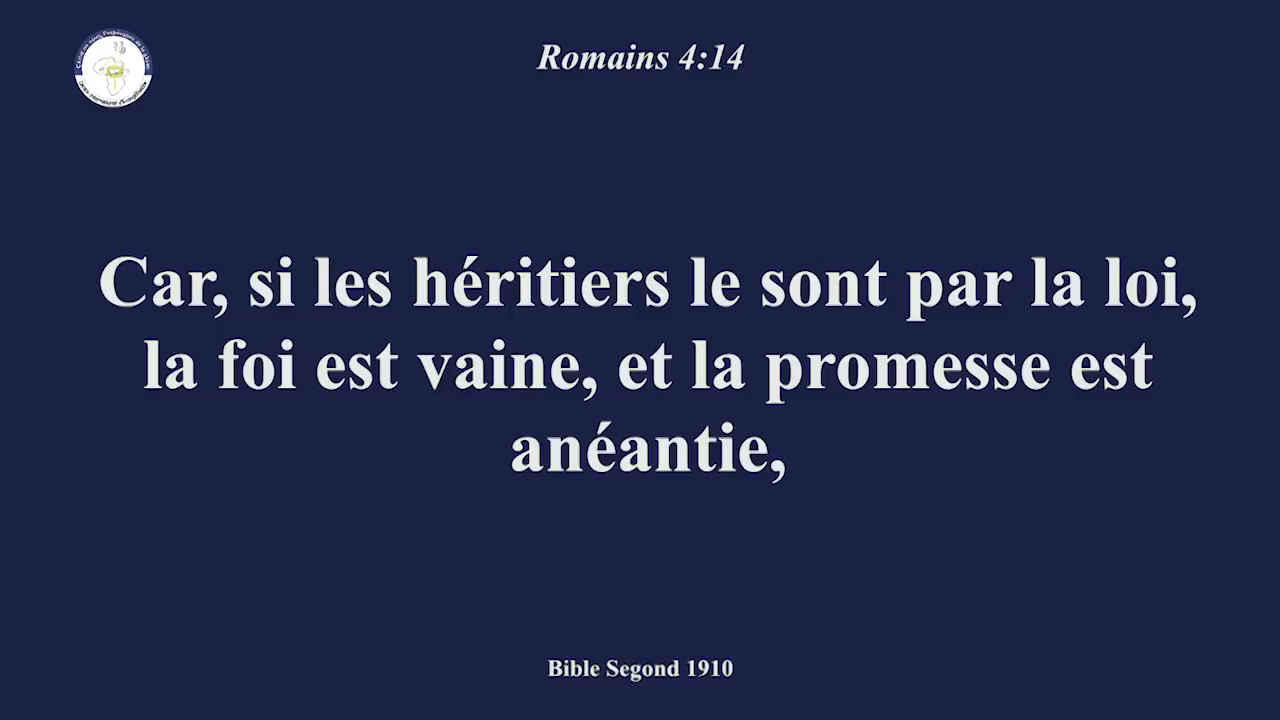 Romains 4:14
Car, si les héritiers le sont par la loi,
la foi est vaine, et la promesse est
anéantie,
Bible Segond 1910